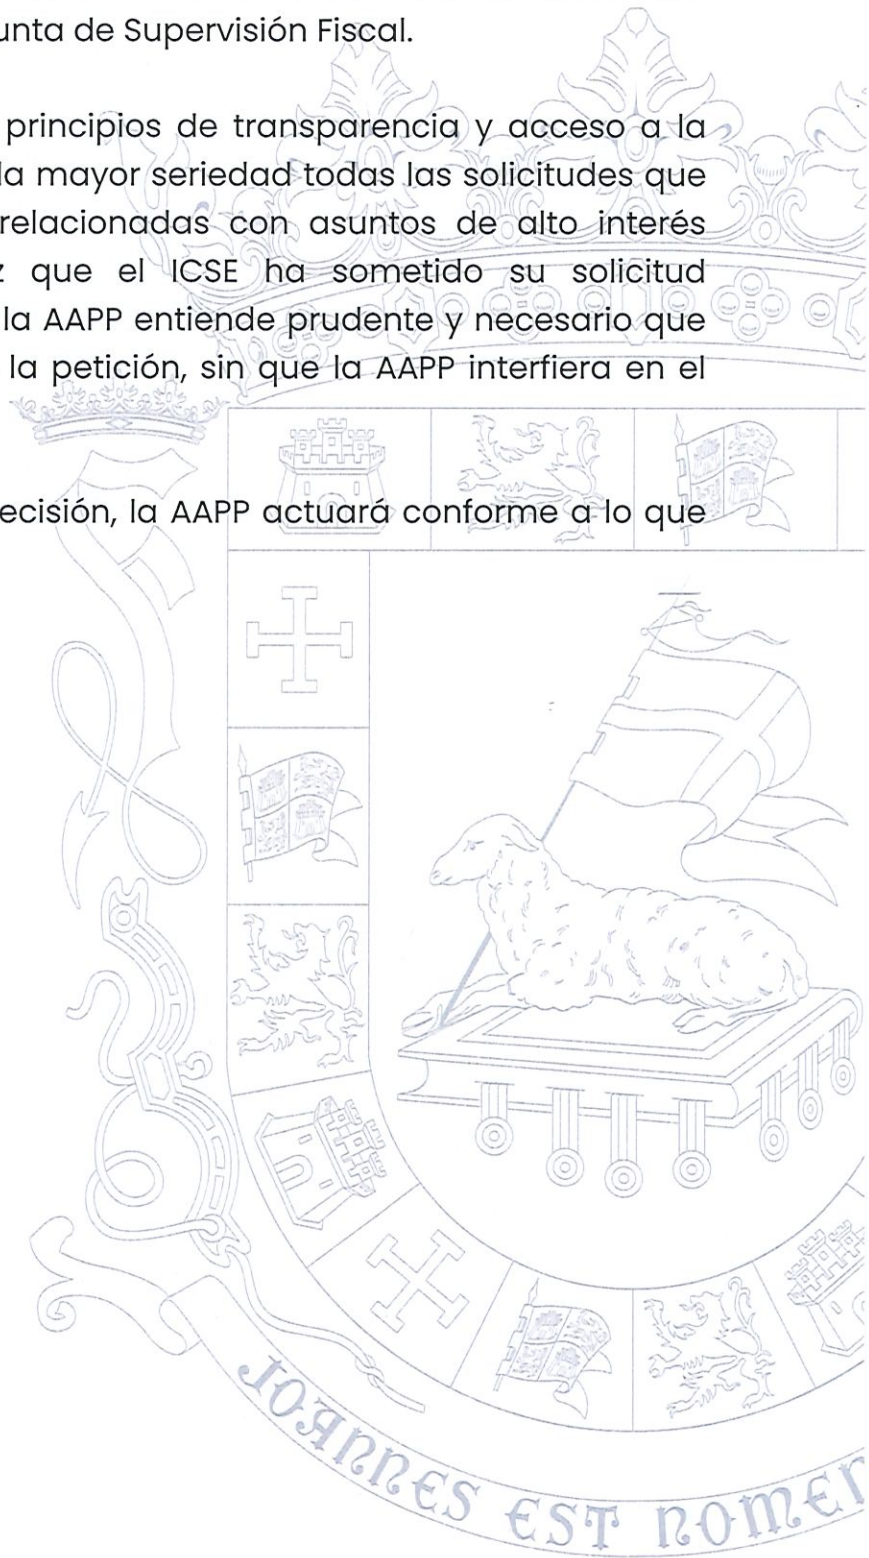 unta de Supervisión Fiscal.
principios de transparencia y acceso a la
la mayor seriedad todas las solicitudes que
relacionadas con asuntos de alto interés
z que el ICSE ha sometido su solicitud
la AAPP entiende prudente y necesario que
la petición, sin que la AAPP interfiera en el
ecisión, la AAPP actuará conforme a lo que
JOANNES EST NOMEN